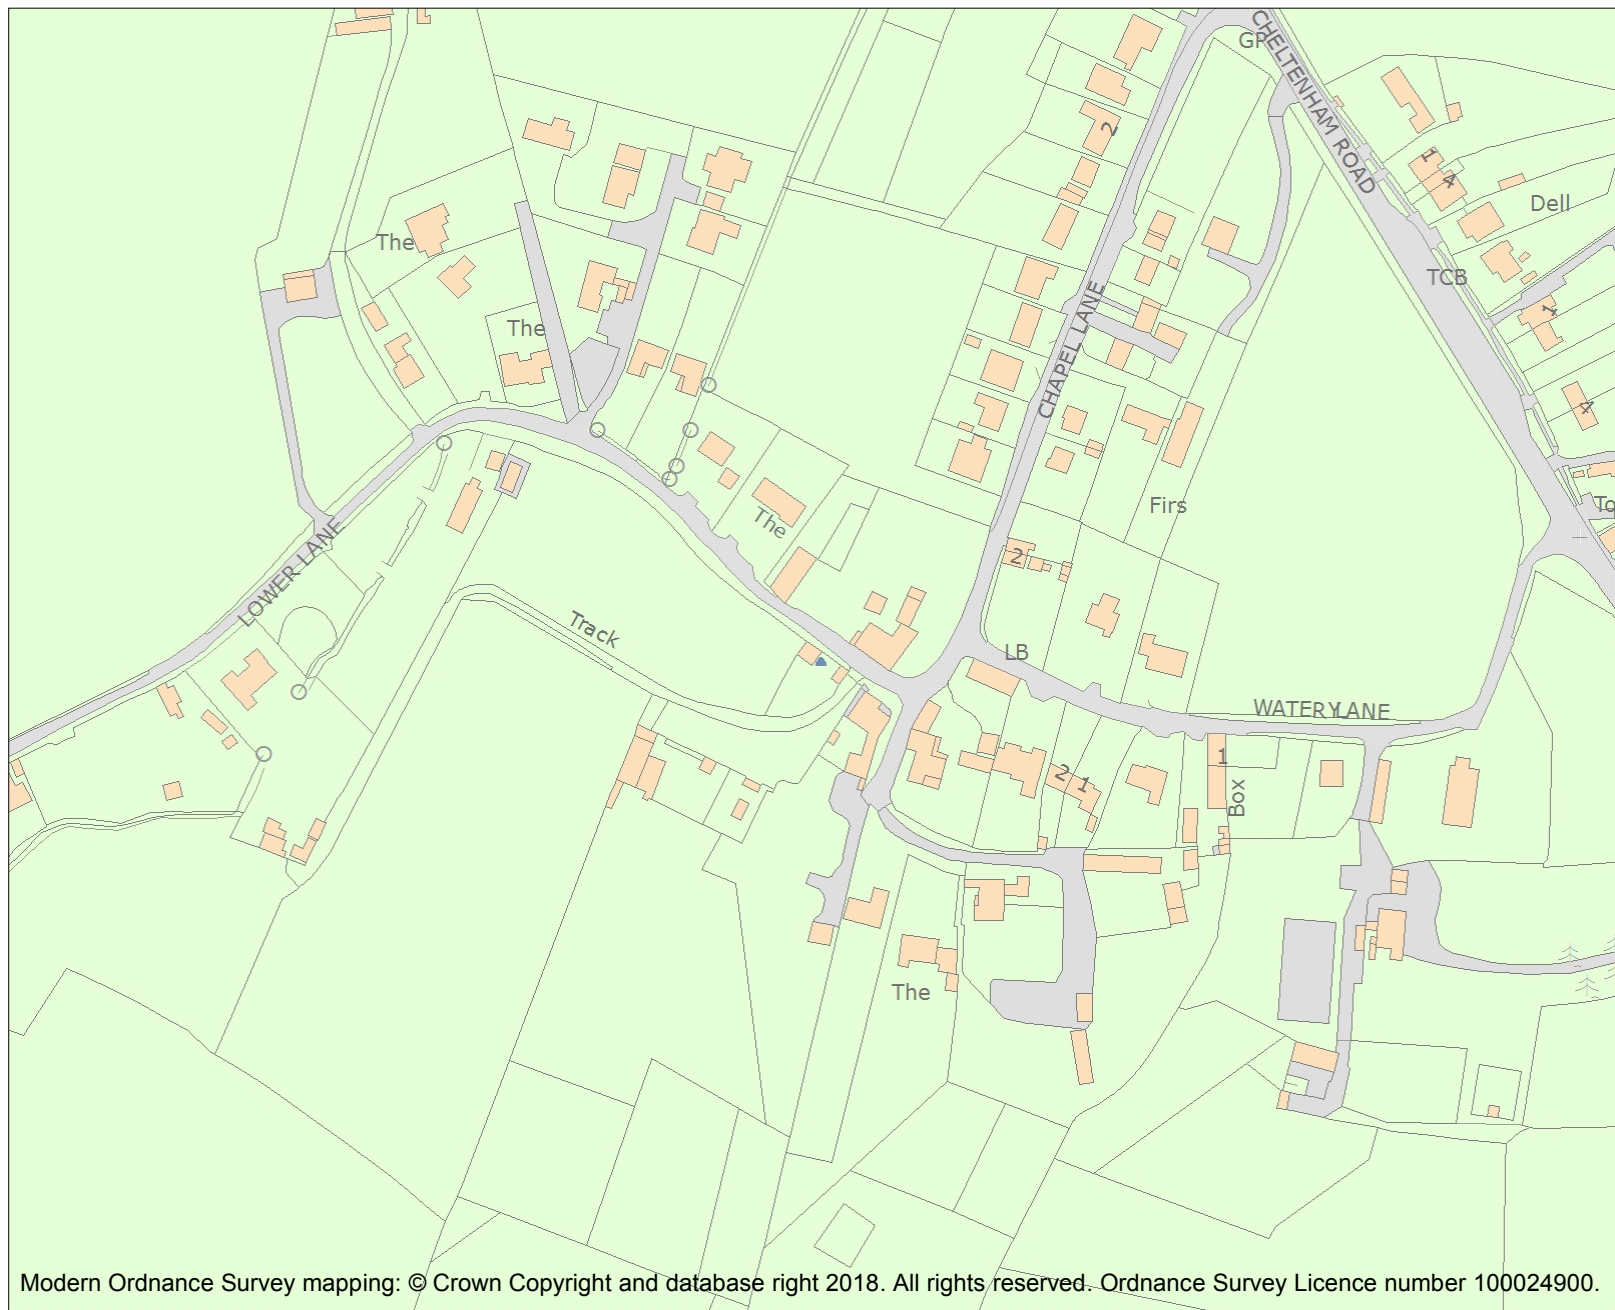 GP
CHELTENHAM ROAD
2
1
4
Dell
The
TCB
The
1
CHAPEL LANE
4
Firs
To
The
2
LOWER LANE
Track
LB
WATERY LANE
1
2
1
Box
The
Modern Ordnance Survey mapping: © Crown Copyright and database right 2018. All rights reserved. Ordnance Survey Licence number 100024900.